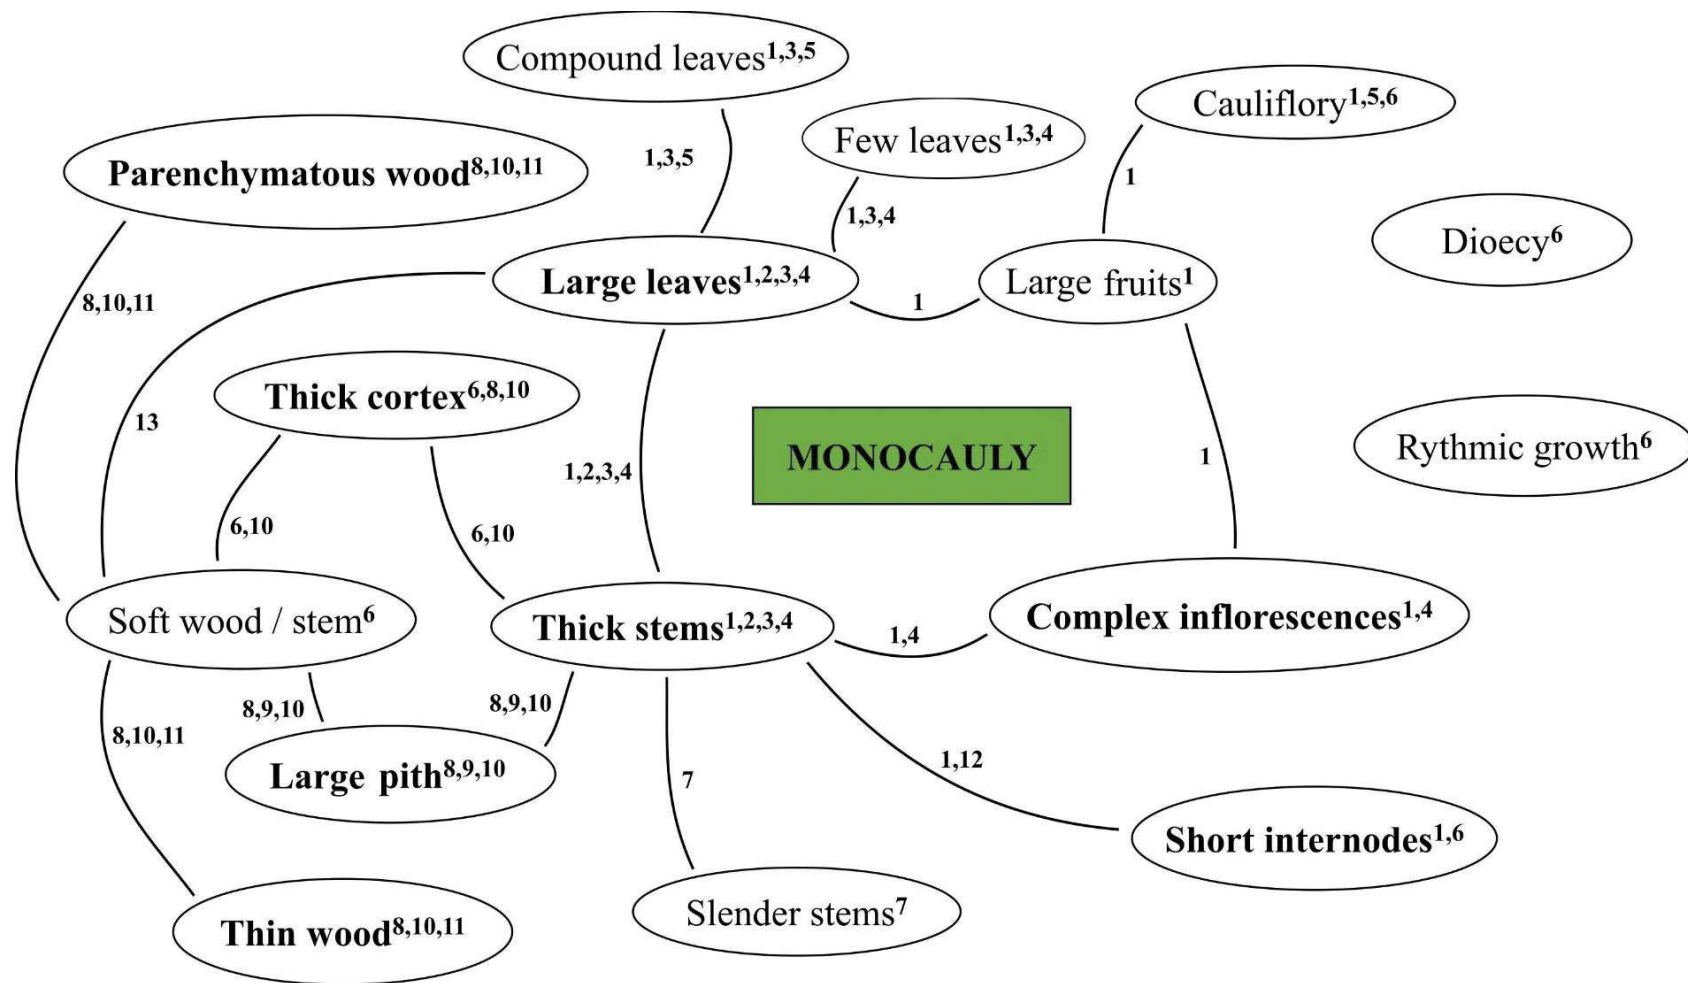 Compound leaves1,3,5
Cauliflory1,5,6
Few leaves1,3,4
Parenchymatous wood8,10,11
1,3,5
1
1,3,4
Dioecy6
Large leaves1,2,3,4
Large fruits1
8,10,11
1
Thick cortex6,8,10
13
MONOCAULY
Rythmic growth6
1,2,3,4
1
6,10
6,10
Soft wood / stem6
Thick stems1,2,3,4
1,4
Complex inflorescences1,4
8,9,10
8,9,10
8,10,11
Large pith8,9,10
7
1,12
Short internodes1,6
Slender stems7
Thin wood8,10,11